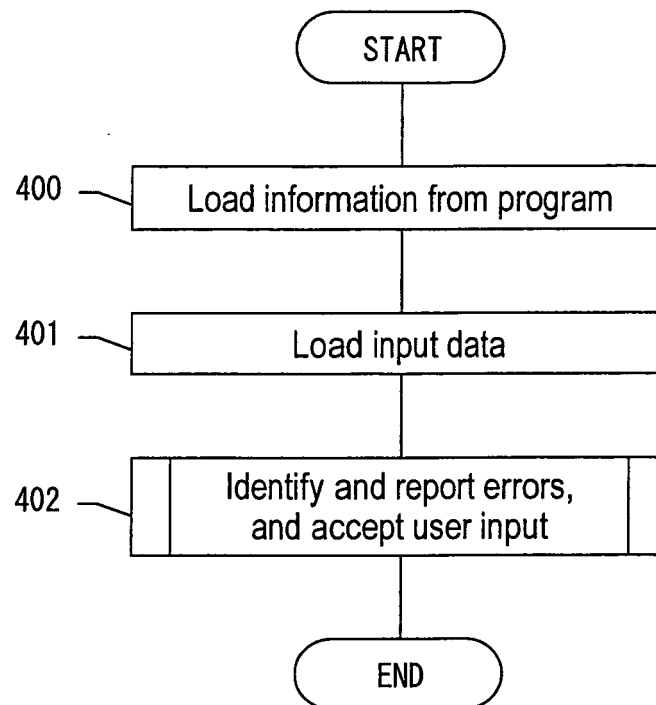 START
400
Load information from program
401
Load input data
402
Identify and report errors,
and accept user input
END